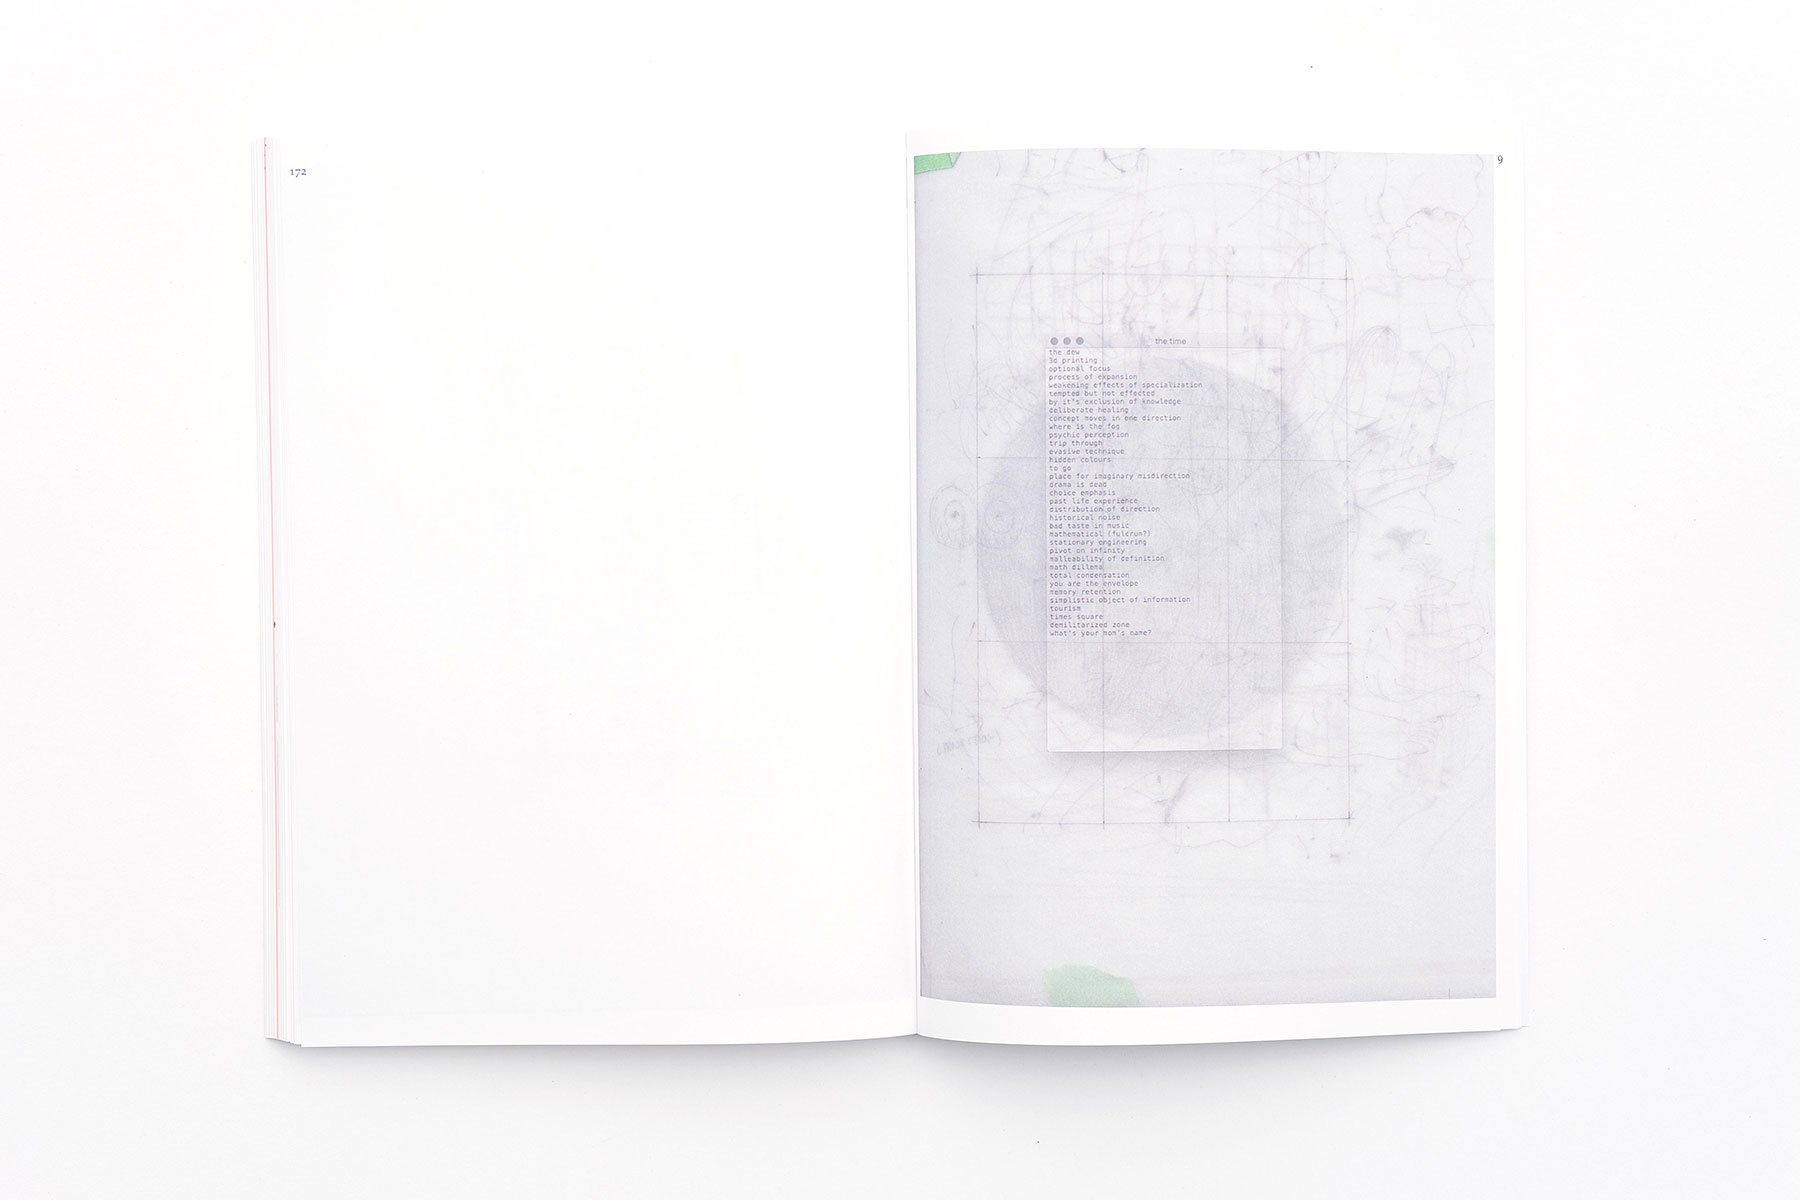 172
9
the time
the dew
3d printing
optional focus
process of expansion
weakening effects of specialization
tempted but not effected
by it's exclusion of knowledge
deliberate healing
concept moves in one direction
where is the fog
psychic perception
trip through
evasive technique
hidden colours
to go
place for imaginary misdirection
drama is dead
choice emphasis
past life experience
distribution of direction
historical noise
bad taste in music
mathematical (fulcrum?)
stationary engineering
pivot on infinity
malleability of definition
math dillema
total condensation
you are the envelope
memory retention
simplistic object of information
tourism
times square
demilitarized zone
what's your mom's name?